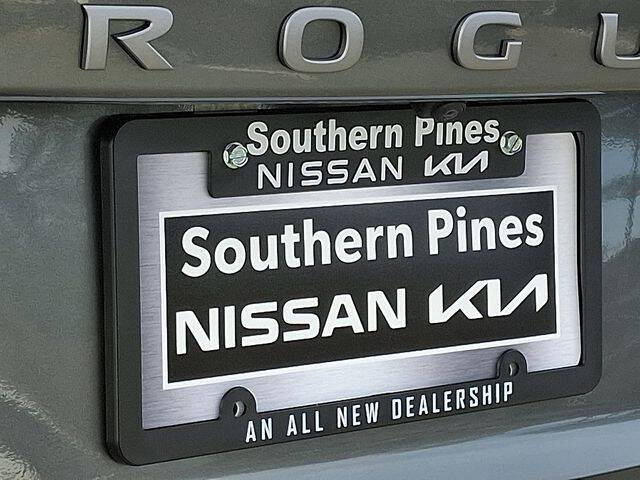 ROGU
Southern Pines
NISSAN KIA
Southern Pines
NISSAN KIA
AN ALL NEW DEALERSHIP